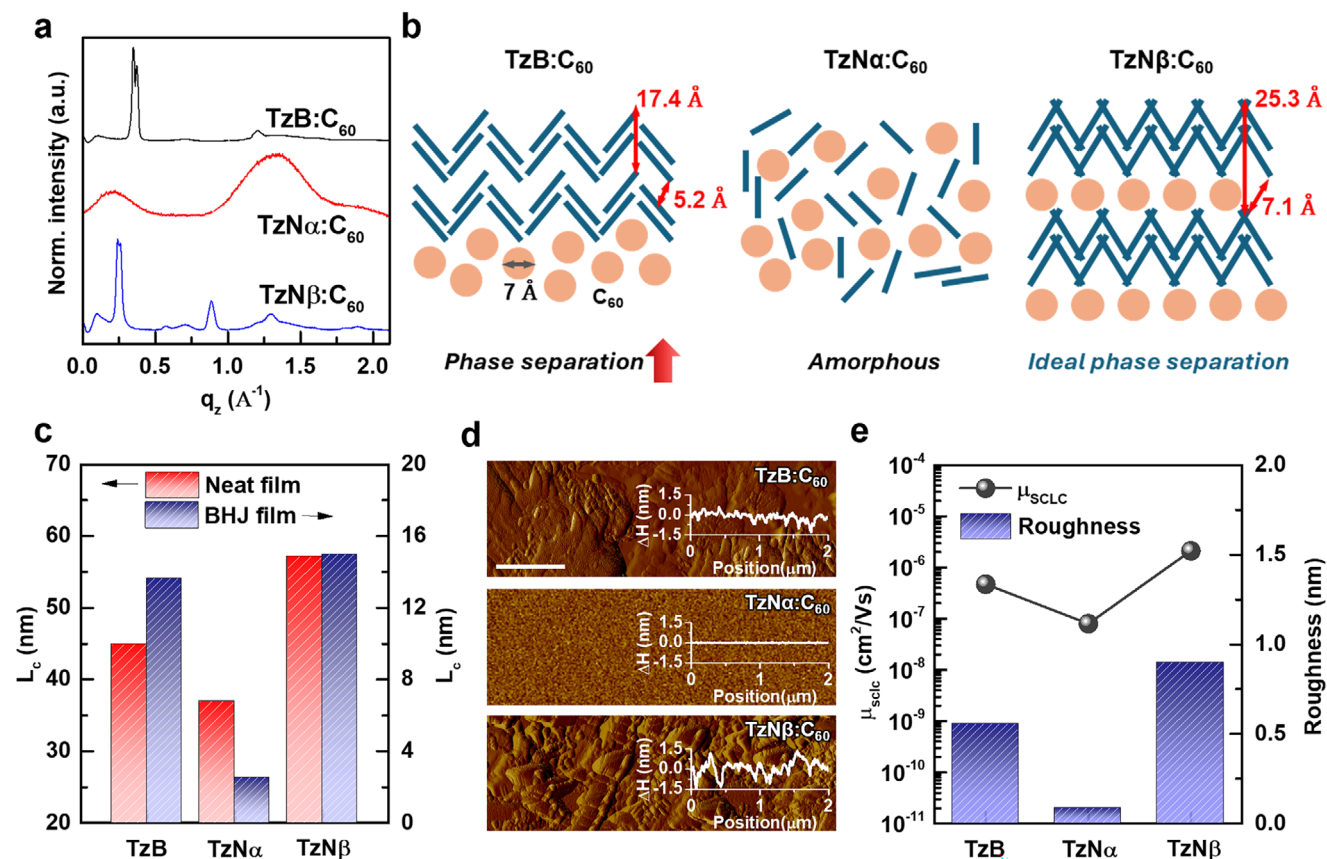 a
Norm. intensity (a.u.)
TzB:C₆₀
TzNα:C₆₀
TzNβ:C₆₀
0.0 0.5 1.0 1.5 2.0
q_z (A⁻¹)
b
TzB:C₆₀
17.4 Å
5.2 Å
7 Å
C₆₀
Phase separation
TzNα:C₆₀
Amorphous
TzNβ:C₆₀
25.3 Å
7.1 Å
Ideal phase separation
c
70
60
50
40
30
20
L_c (nm)
Neat film
BHJ film
20
16
12
8
4
0
L_c (nm)
TzB TzNα TzNβ
d
TzB:C₆₀
ΔH (nm)
1.5
0.0
-1.5
0 1 2
Position(μm)
TzNα:C₆₀
ΔH (nm)
1.5
0.0
-1.5
0 1 2
Position(μm)
TzNβ:C₆₀
ΔH (nm)
1.5
0.0
-1.5
0 1 2
Position(μm)
e
10⁻⁴
10⁻⁵
10⁻⁶
10⁻⁷
10⁻⁸
10⁻⁹
10⁻¹⁰
10⁻¹¹
μ_sclc (cm²/Vs)
μ_SCLC
Roughness
2.0
1.5
1.0
0.5
0.0
Roughness (nm)
TzB TzNα TzNβ